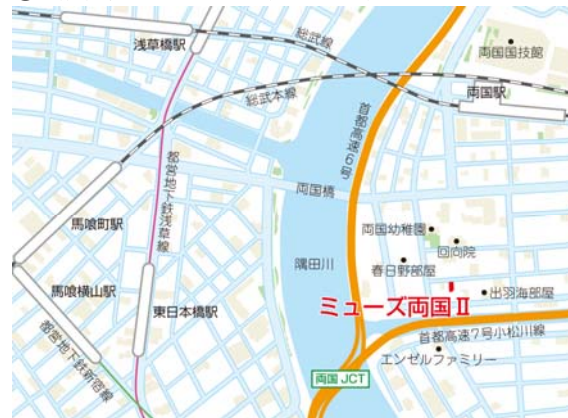 浅草橋駅
総武線
両国国技館
総武本線
両国駅
首都高速6号
都営地下鉄浅草線
両国橋
馬喰町駅
両国幼稚園
回向院
隅田川
春日野部屋
馬喰横山駅
東日本橋駅
ミューズ両国Ⅱ
出羽海部屋
首都高速7号小松川線
都営地下鉄新宿線
エンゼルファミリー
両国 JCT